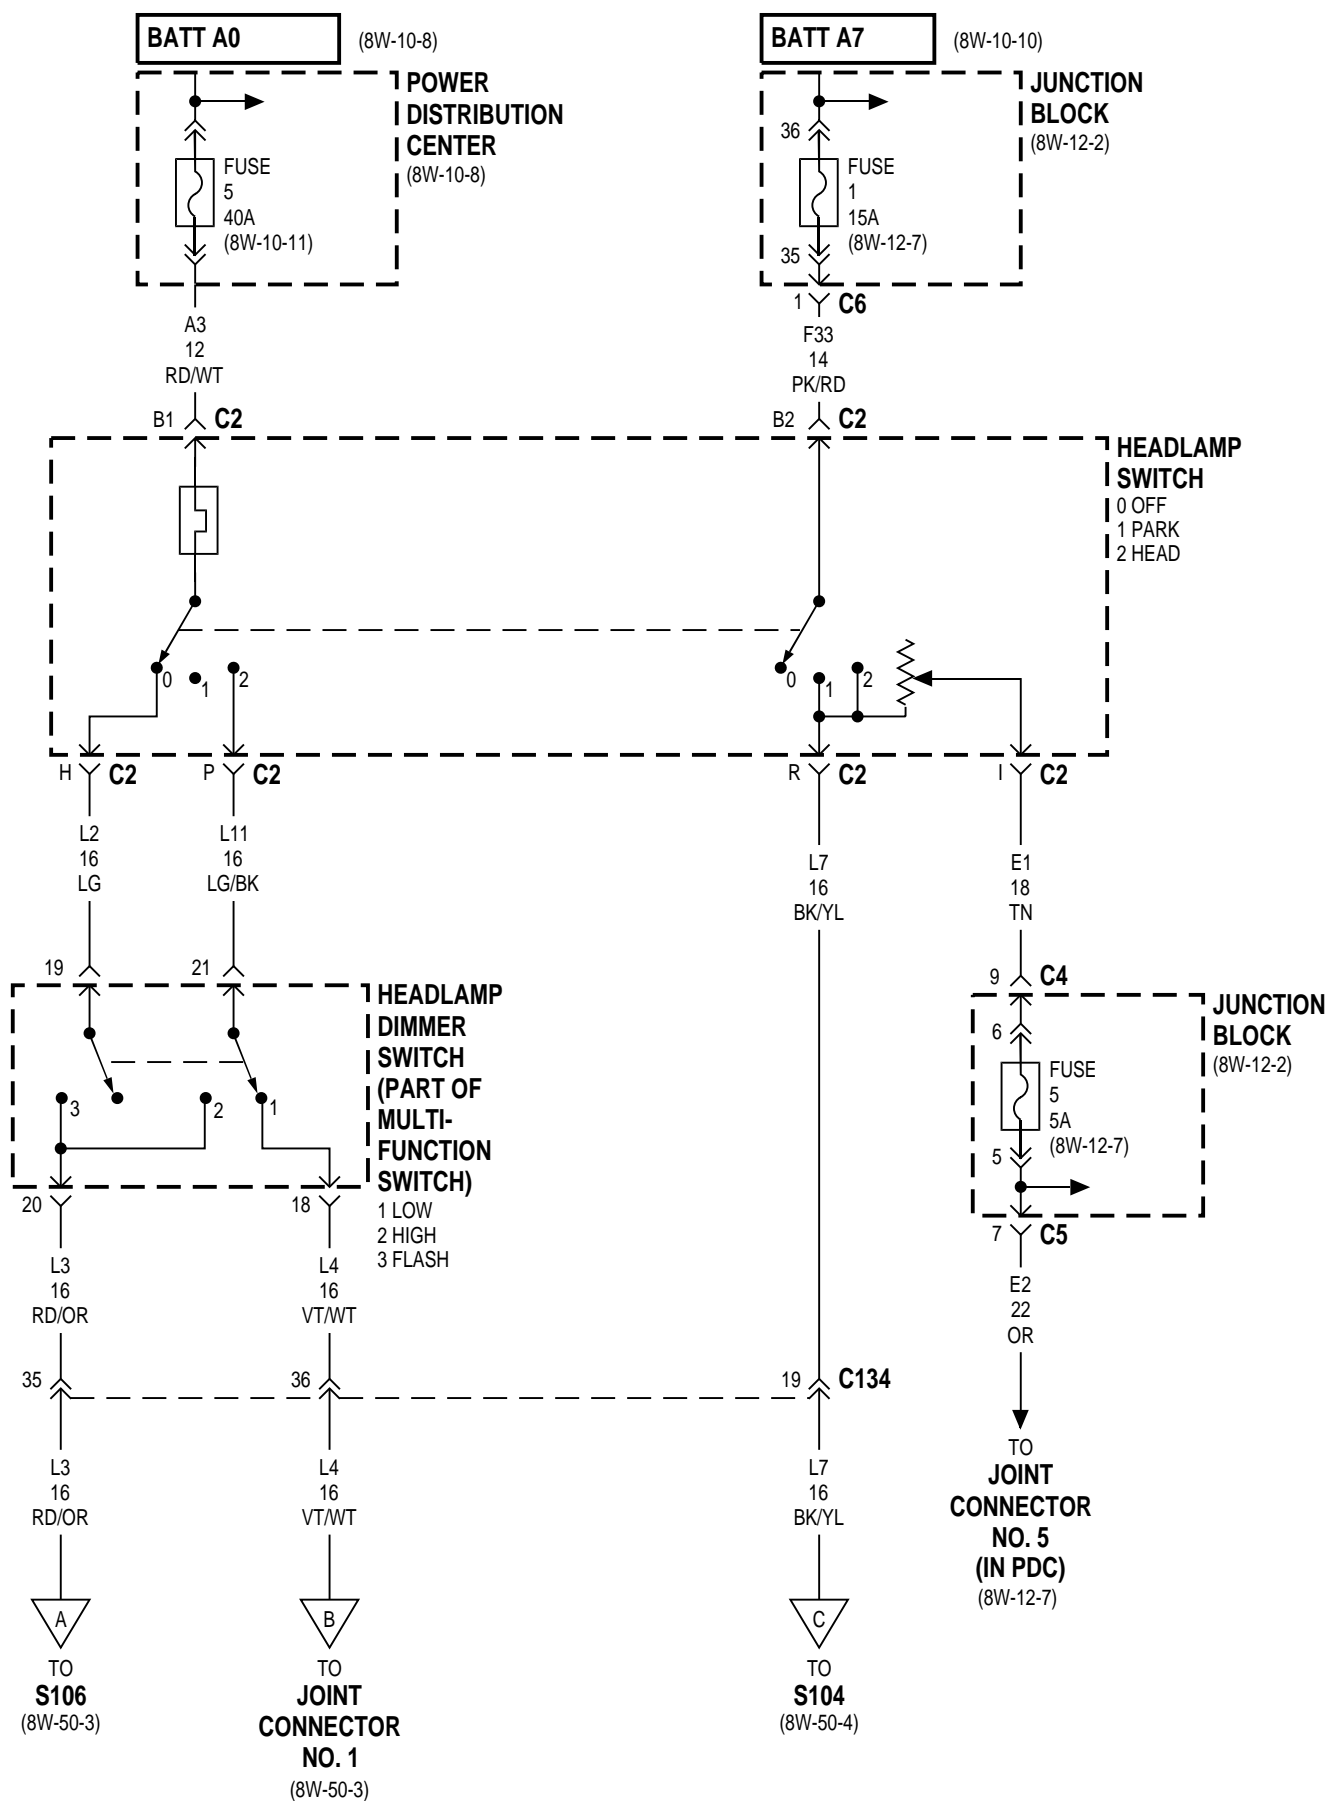 BATT A0
(8W-10-8)
BATT A7
(8W-10-10)
POWER
DISTRIBUTION
CENTER
(8W-10-8)
FUSE
5
40A
(8W-10-11)
JUNCTION
BLOCK
(8W-12-2)
36
FUSE
1
15A
(8W-12-7)
35
1
C6
A3
12
RD/WT
F33
14
PK/RD
B1
C2
B2
C2
HEADLAMP
SWITCH
0 OFF
1 PARK
2 HEAD
0
1
2
0
1
2
H
C2
P
C2
R
C2
I
C2
L2
16
LG
L11
16
LG/BK
L7
16
BK/YL
E1
18
TN
19
21
HEADLAMP
DIMMER
SWITCH
(PART OF
MULTI-
FUNCTION
SWITCH)
1 LOW
2 HIGH
3 FLASH
3
2
1
20
18
9
C4
JUNCTION
BLOCK
(8W-12-2)
6
FUSE
5
5A
(8W-12-7)
5
7
C5
L3
16
RD/OR
L4
16
VT/WT
E2
22
OR
35
36
19
C134
L3
16
RD/OR
L4
16
VT/WT
L7
16
BK/YL
TO
JOINT
CONNECTOR
NO. 5
(IN PDC)
(8W-12-7)
A
TO
S106
(8W-50-3)
B
TO
JOINT
CONNECTOR
NO. 1
(8W-50-3)
C
TO
S104
(8W-50-4)